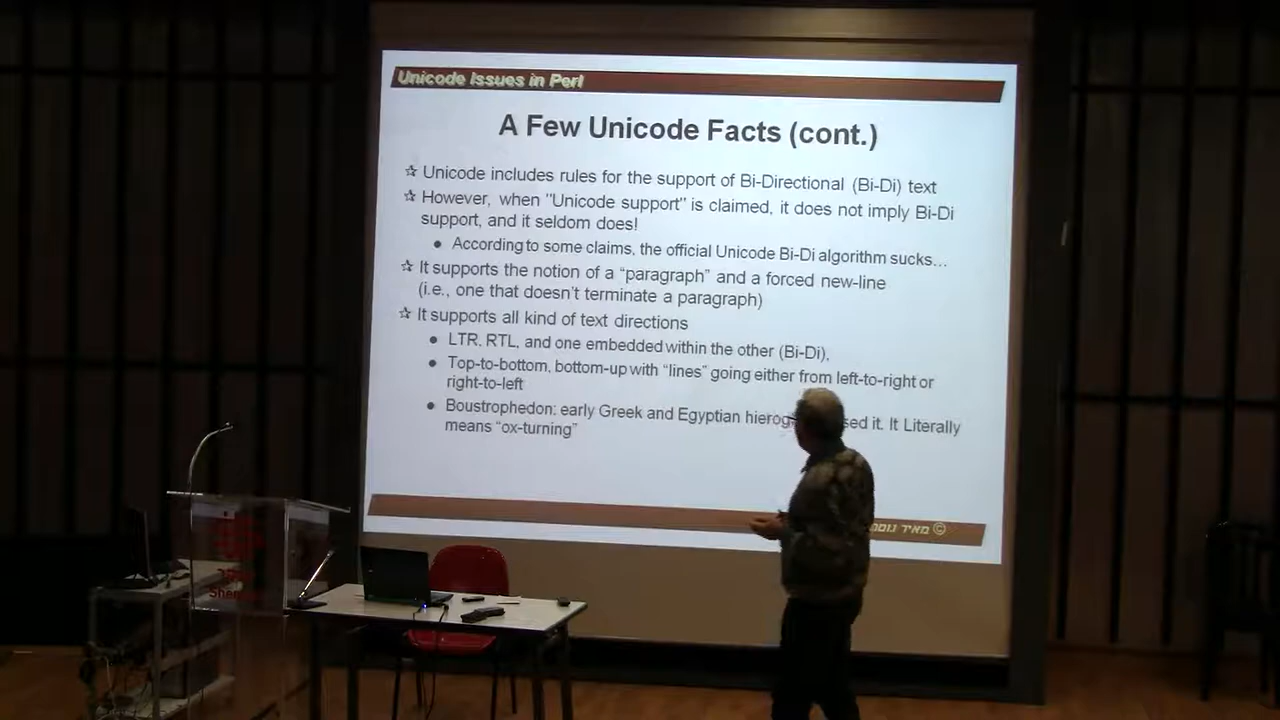 Unicode Issues in Perl
A Few Unicode Facts (cont.)
Unicode includes rules for the support of Bi-Directional (Bi-Di) text
However, when "Unicode support" is claimed, it does not imply Bi-Di
support, and it seldom does!
According to some claims, the official Unicode Bi-Di algorithm sucks…
It supports the notion of a “paragraph” and a forced new-line
(i.e., one that doesn’t terminate a paragraph)
It supports all kind of text directions
LTR, RTL, and one embedded within the other (Bi-Di),
Top-to-bottom, bottom-up with “lines” going either from left-to-right or
right-to-left
Boustrophedon: early Greek and Egyptian it. It Literally
means “ox-turning”
© מאיר